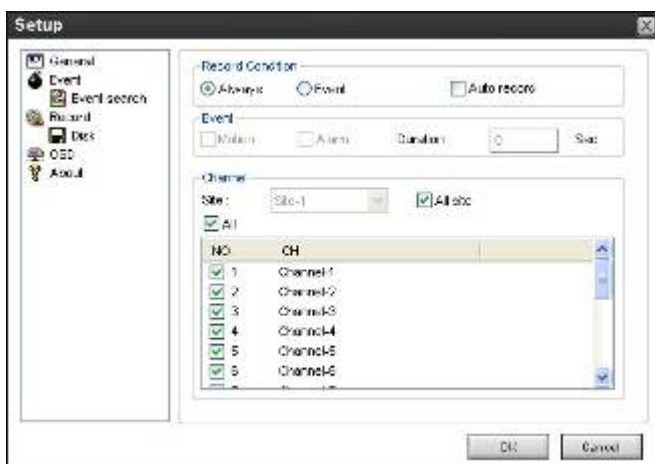 Setup
General
Event
Event search
Record
Disk
OSD
About
Record Condition
Always Event Auto record
Event
Motion Alarm Duration 0 Sec
Channel
Site : Site-1 All site
All
NO CH
1 Channel-1
2 Channel-2
3 Channel-3
4 Channel-4
5 Channel-5
6 Channel-6
OK Cancel